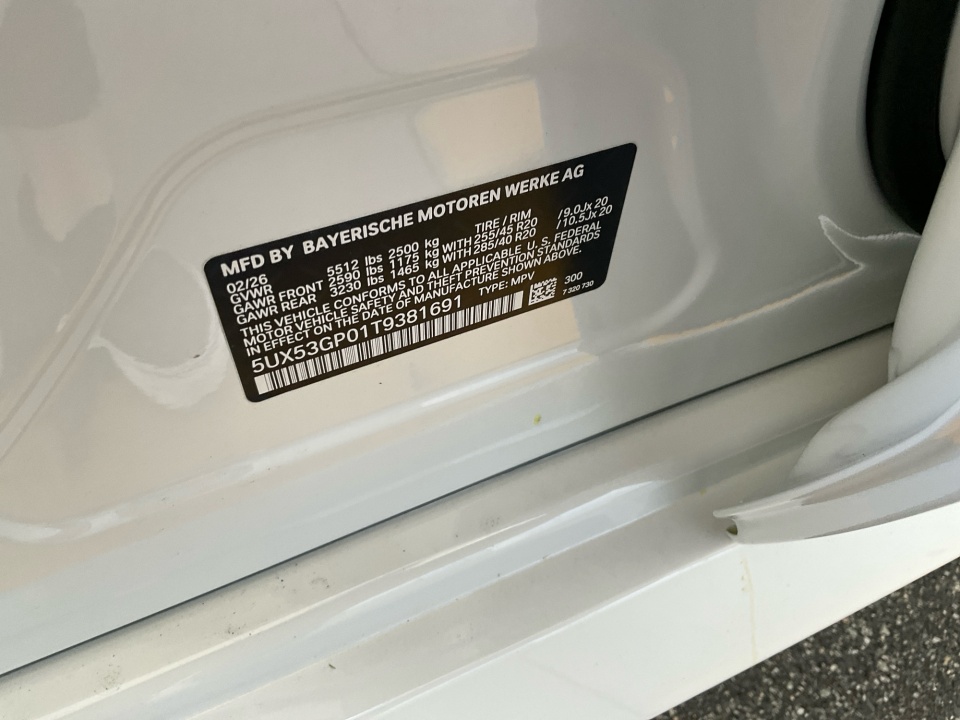 MFD BY BAYERISCHE MOTOREN WERKE AG
02/26 TIRE / RIM
GVWR 5512 lbs 2500 kg
GAWR FRONT 2590 lbs 1175 kg WITH 255/45 R20 / 9.0Jx 20
GAWR REAR 3230 lbs 1465 kg WITH 285/40 R20 / 10.5Jx 20
THIS VEHICLE CONFORMS TO ALL APPLICABLE U. S. FEDERAL
MOTOR VEHICLE SAFETY AND THEFT PREVENTION STANDARDS
IN EFFECT ON THE DATE OF MANUFACTURE SHOWN ABOVE.
5UX53GP01T9381691 TYPE: MPV 300
7 320 730